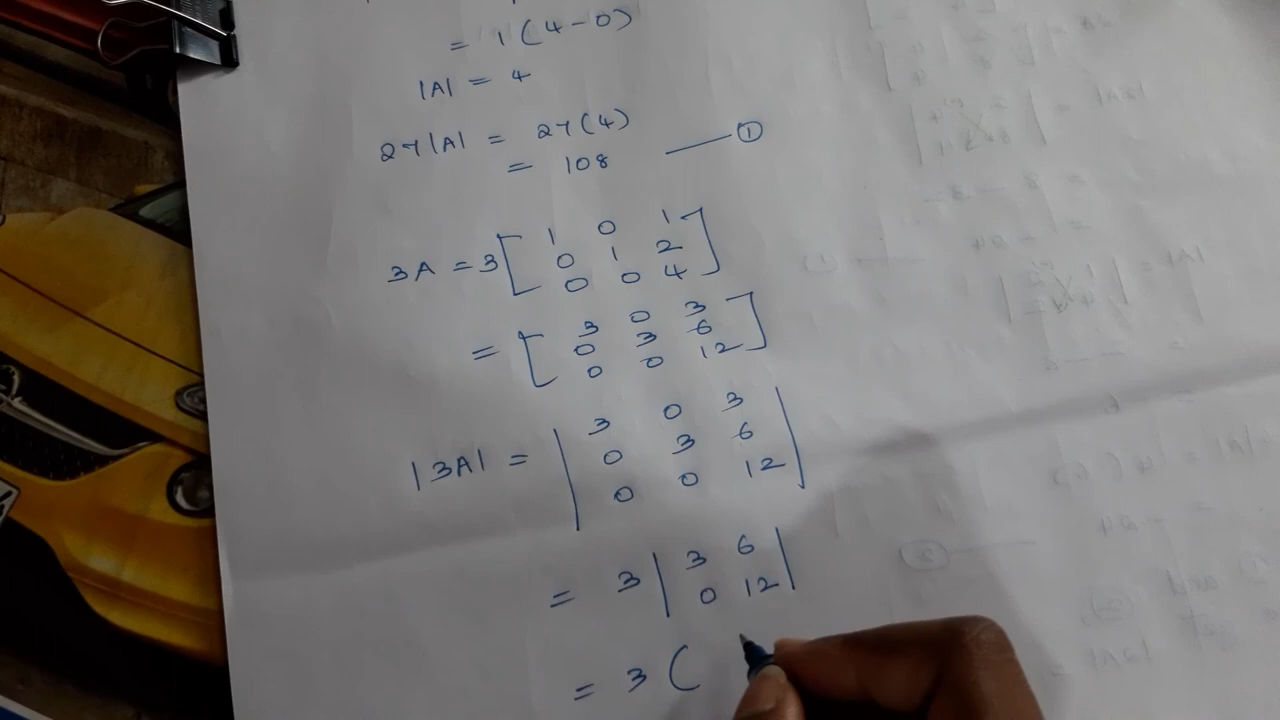 = 1(4-0)
|A| = 4
27|A| = 27(4)
= 108 —— ①
3A = 3[ 1 0 1
0 1 2
0 0 4 ]
= [ 3 0 3
0 3 6
0 0 12 ]
|3A| = | 3 0 3
0 3 6
0 0 12 |
= 3 | 3 6
0 12 |
= 3 (